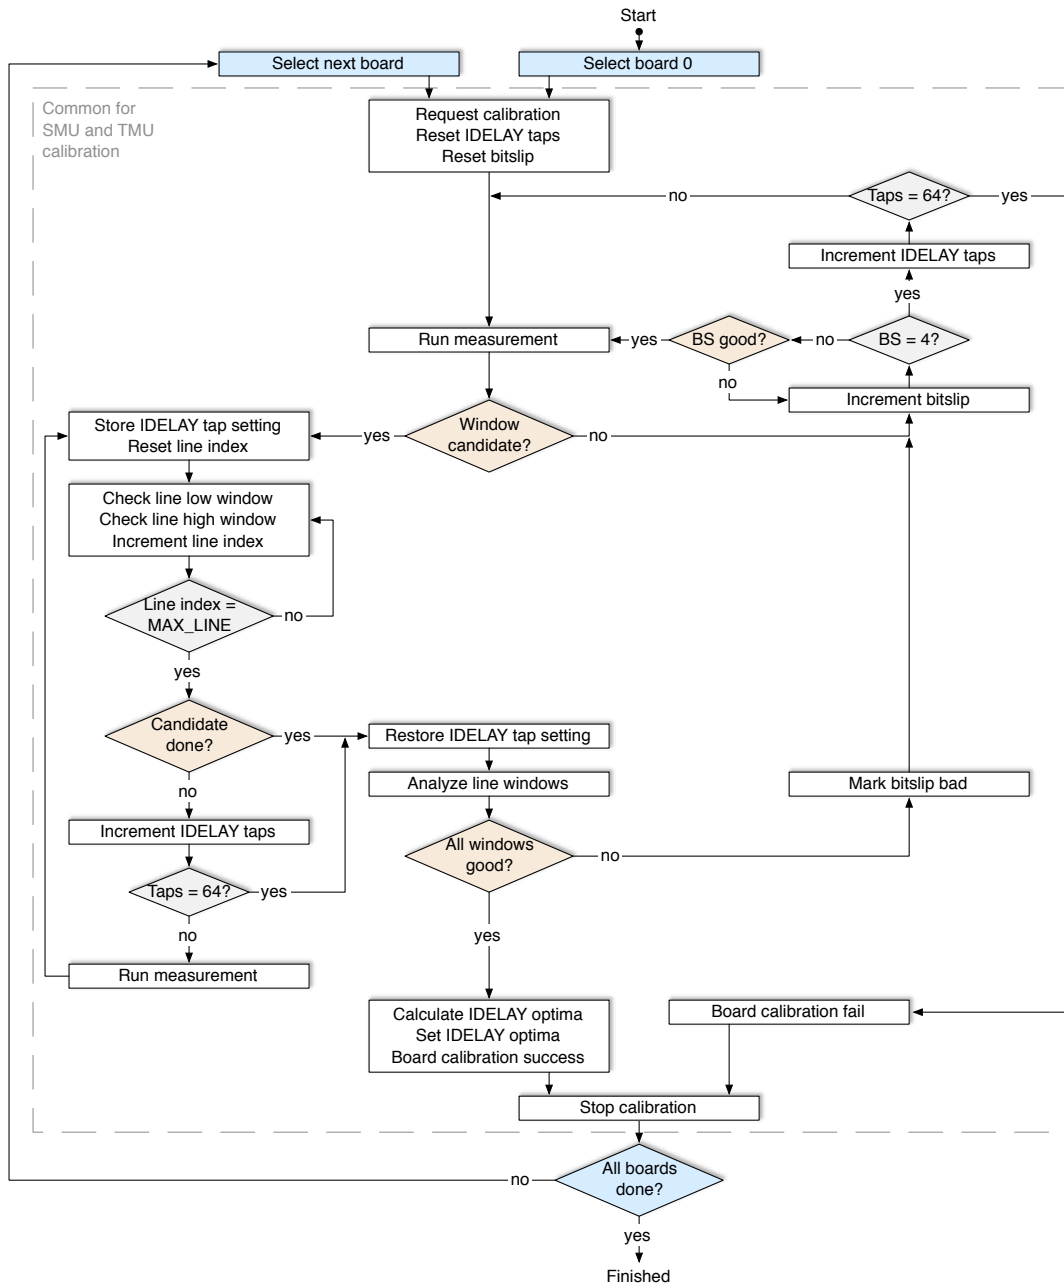 Start
Select next board
Select board 0
Common for
SMU and TMU
calibration
Request calibration
Reset IDELAY taps
Reset bitslip
no
Taps = 64?
yes
Increment IDELAY taps
yes
Run measurement
yes
BS good?
no
BS = 4?
no
Increment bitslip
Store IDELAY tap setting
Reset line index
yes
Window
candidate?
no
Check line low window
Check line high window
Increment line index
Line index =
MAX_LINE
no
yes
Candidate
done?
yes
Restore IDELAY tap setting
no
Analyze line windows
Mark bitslip bad
Increment IDELAY taps
All windows
good?
no
Taps = 64?
yes
no
yes
Run measurement
Calculate IDELAY optima
Set IDELAY optima
Board calibration success
Board calibration fail
Stop calibration
All boards
done?
no
yes
Finished